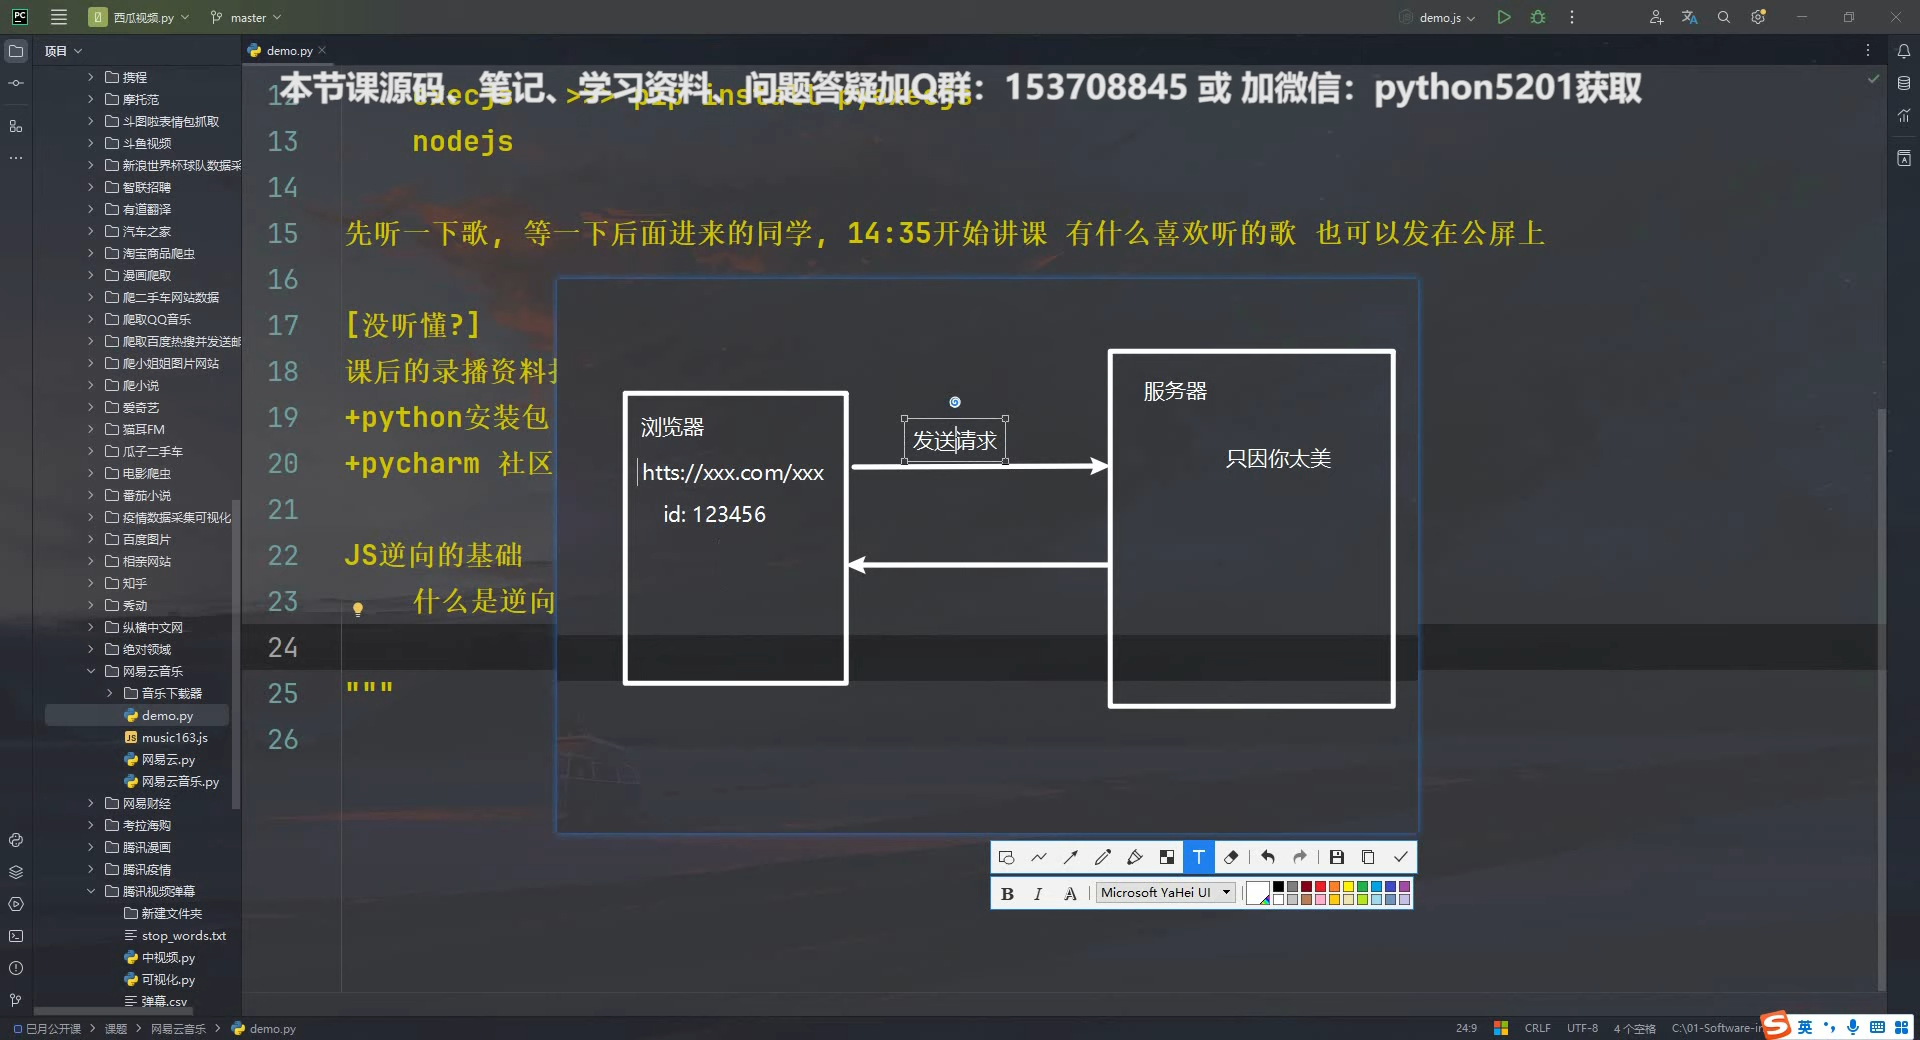 西瓜视频.py
master
demo.js
项目
demo.py
携程
摩托范
斗图啦表情包抓取
斗鱼视频
新浪世界杯球队数据采
智联招聘
有道翻译
汽车之家
淘宝商品爬虫
漫画爬取
爬二手车网站数据
爬取QQ音乐
爬取百度热搜并发送邮
爬小姐姐图片网站
爬小说
爱奇艺
猫耳FM
瓜子二手车
电影爬虫
番茄小说
疫情数据采集可视化
百度图片
相亲网站
知乎
秀动
纵横中文网
绝对领域
网易云音乐
音乐下载器
demo.py
music163.js
网易云.py
网易云音乐.py
网易财经
考拉海购
腾讯漫画
腾讯疫情
腾讯视频弹幕
新建文件夹
stop_words.txt
中视频.py
可视化.py
弹幕.csv
本节课源码、笔记、学习资料、问题答疑加Q群：153708845 或 加微信：python5201获取
12 execjs >>> pip install pyexecjs
13 nodejs
14
15 先听一下歌, 等一下后面进来的同学, 14:35开始讲课 有什么喜欢听的歌 也可以发在公屏上
16
17 [没听懂?]
18 课后的录播资料
19 +python安装包
20 +pycharm 社区
21
22 JS逆向的基础
23 什么是逆向
24
25 """
26
浏览器
htts://xxx.com/xxx
id: 123456
发送请求
服务器
只因你太美
T
B I A Microsoft YaHei UI
巳月公开课 课题 网易云音乐 demo.py
24:9 CRLF UTF-8 4 个空格 C:\01-Software-in
英